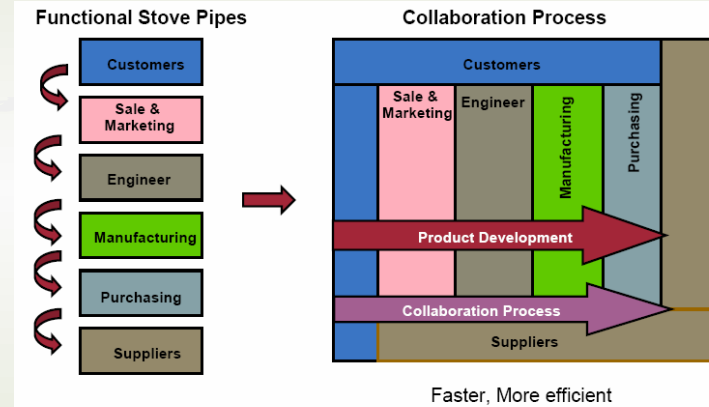 Functional Stove Pipes
Customers
Sale &
Marketing
Engineer
Manufacturing
Purchasing
Suppliers
Collaboration Process
Customers
Sale &
Marketing
Engineer
Manufacturing
Purchasing
Product Development
Collaboration Process
Suppliers
Faster, More efficient